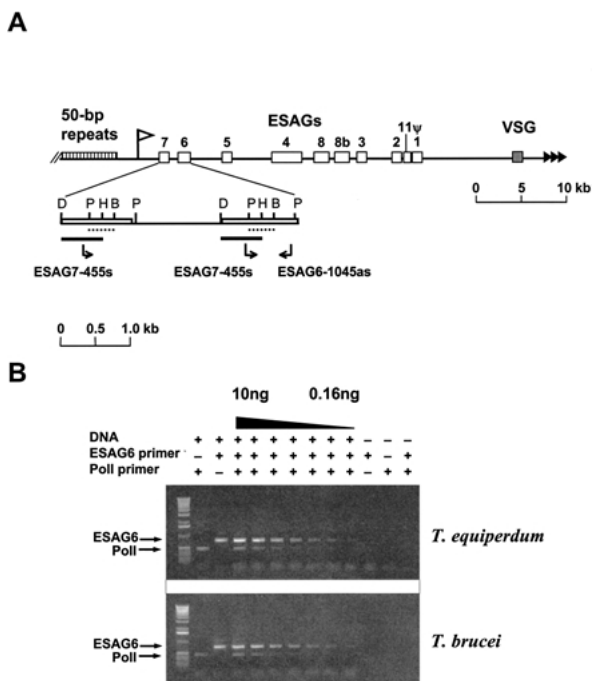 A
50-bp
repeats
ESAGs
VSG
7 6 5 4 8 8b 3 2 11ψ 1
0 5 10 kb
D P H B P D P H B P
ESAG7-455s ESAG7-455s ESAG6-1045as
0 0.5 1.0 kb
B
10ng 0.16ng
DNA + + + + + + + + + − − −
ESAG6 primer − + + + + + + + + + − +
PolI primer + − + + + + + + + − + +
ESAG6
PolI
T. equiperdum
ESAG6
PolI
T. brucei